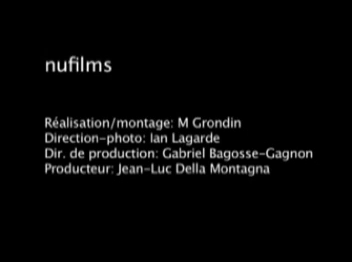 nufilms
Réalisation/montage: M Grondin
Direction-photo: Ian Lagarde
Dir. de production: Gabriel Bagosse-Gagnon
Producteur: Jean-Luc Della Montagna